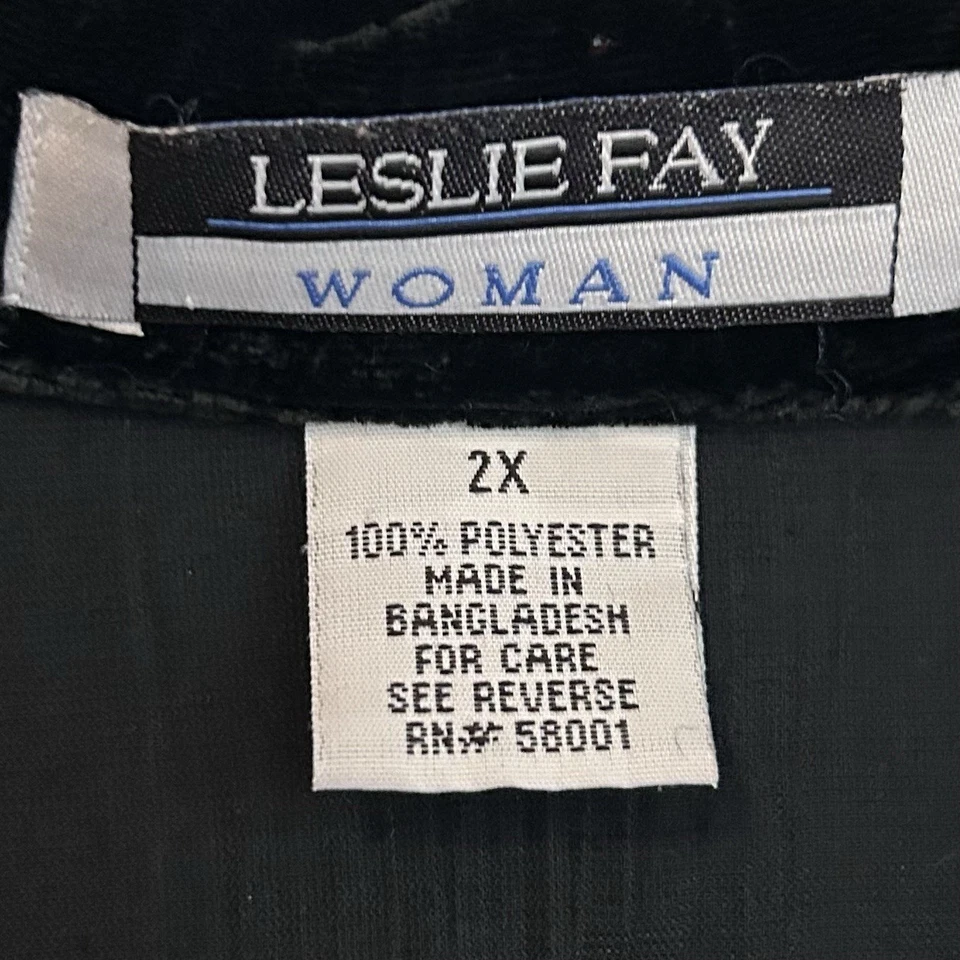 LESLIE FAY
WOMAN
2X
100% POLYESTER
MADE IN
BANGLADESH
FOR CARE
SEE REVERSE
RN# 58001